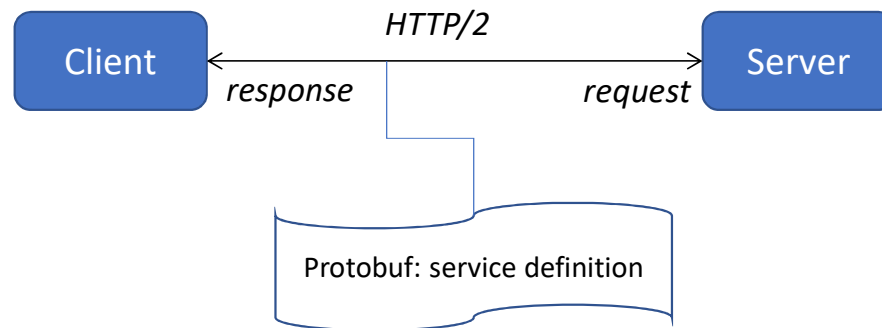 HTTP/2
Client
Server
response
request
Protobuf: service definition